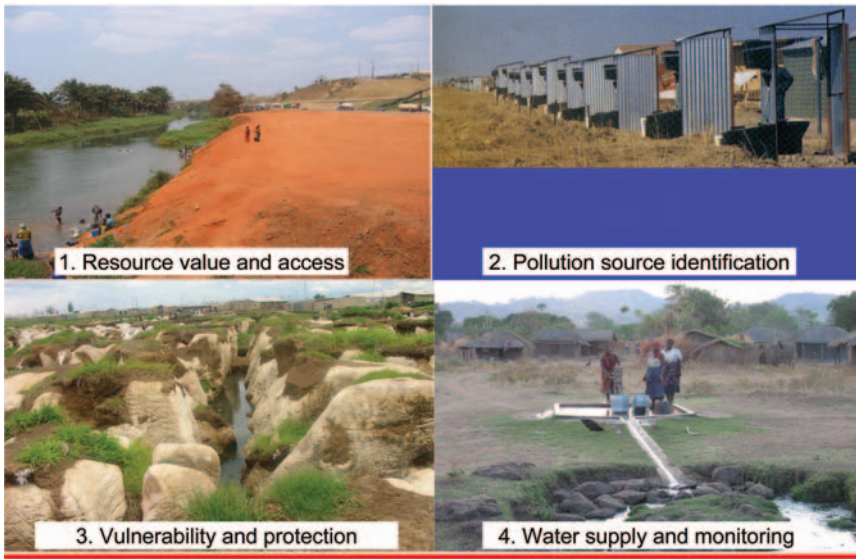 1. Resource value and access
2. Pollution source identification
3. Vulnerability and protection
4. Water supply and monitoring